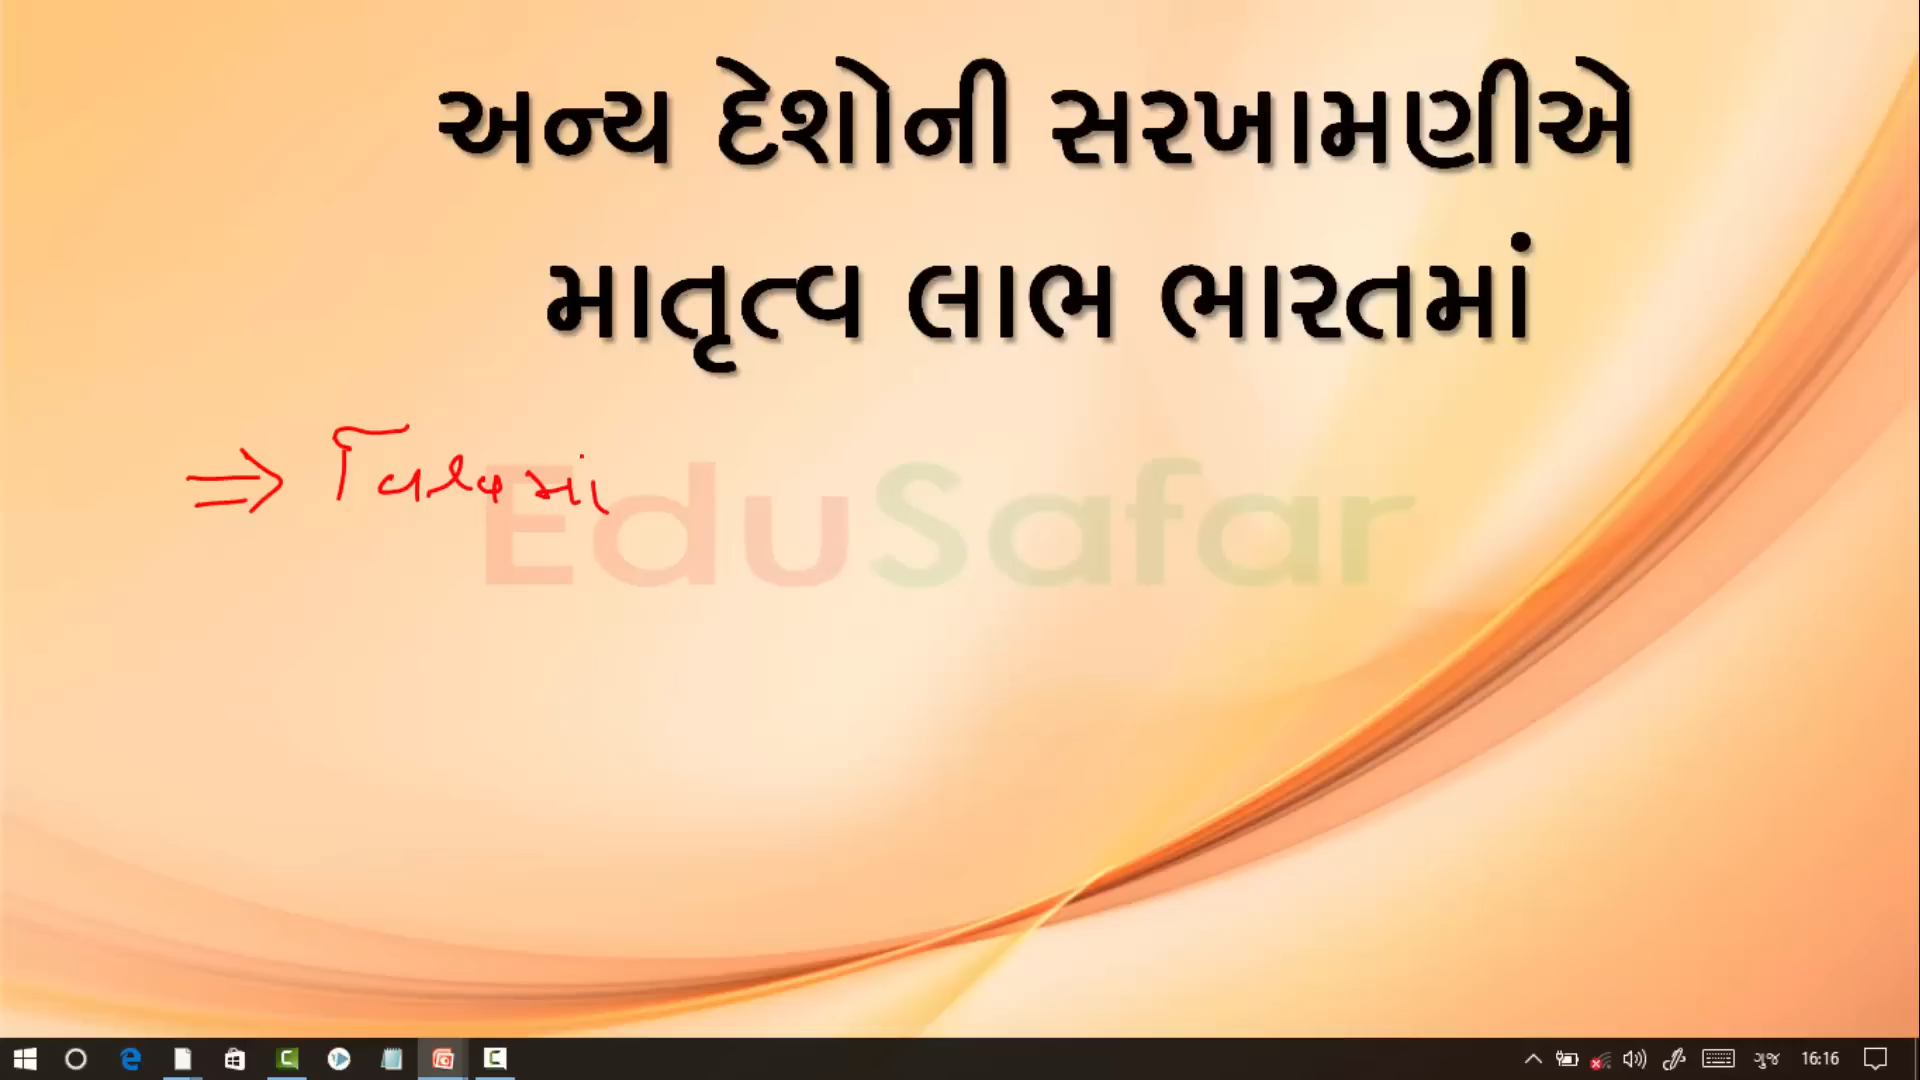 અન્ય દેશોની સરખામણીએ
માતૃત્વ લાભ ભારતમાં
⇒ વિશ્વમાં
EduSafar
ગુજ 16:16